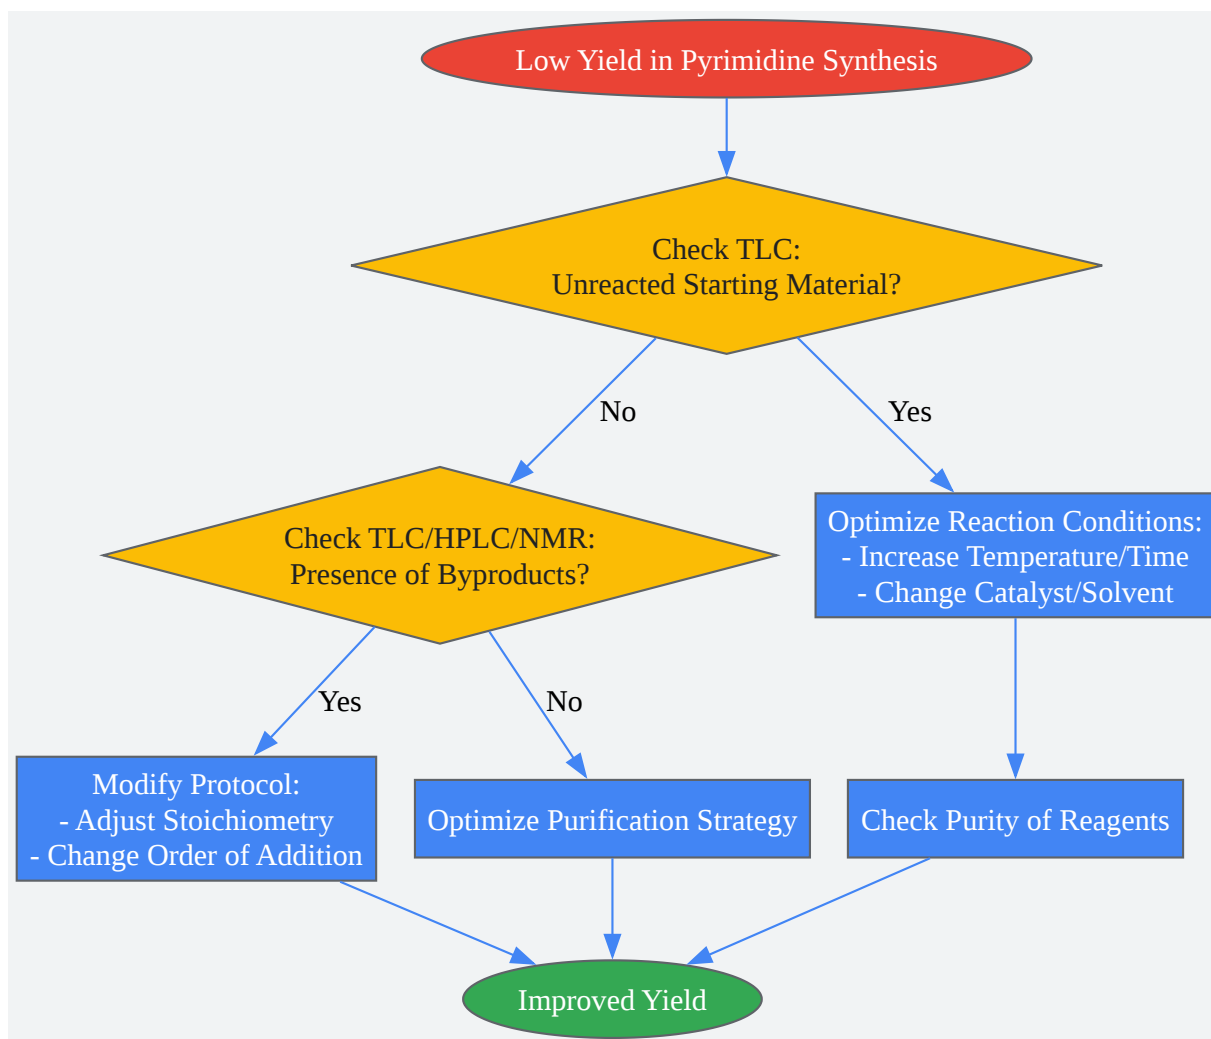 Low Yield in Pyrimidine Synthesis
Check TLC:
Unreacted Starting Material?
No
Yes
Check TLC/HPLC/NMR:
Presence of Byproducts?
Optimize Reaction Conditions:
- Increase Temperature/Time
- Change Catalyst/Solvent
Yes
No
Modify Protocol:
- Adjust Stoichiometry
- Change Order of Addition
Optimize Purification Strategy
Check Purity of Reagents
Improved Yield